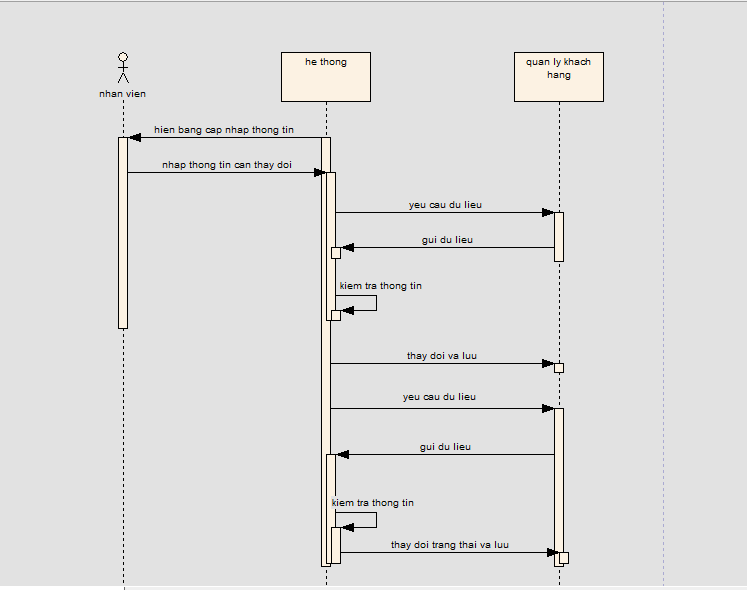 he thong
quan ly khach
hang
nhan vien
hien bang cap nhap thong tin
nhap thong tin can thay doi
yeu cau du lieu
gui du lieu
kiem tra thong tin
thay doi va luu
yeu cau du lieu
gui du lieu
kiem tra thong tin
thay doi trang thai va luu